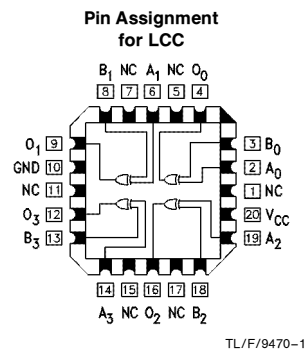 Pin Assignment
for LCC
B1 NC A1 NC O0
8 7 6 5 4
O1 9
GND 10
NC 11
O3 12
B3 13
3 B0
2 A0
1 NC
20 VCC
19 A2
14 15 16 17 18
A3 NC O2 NC B2
TL/F/9470–1